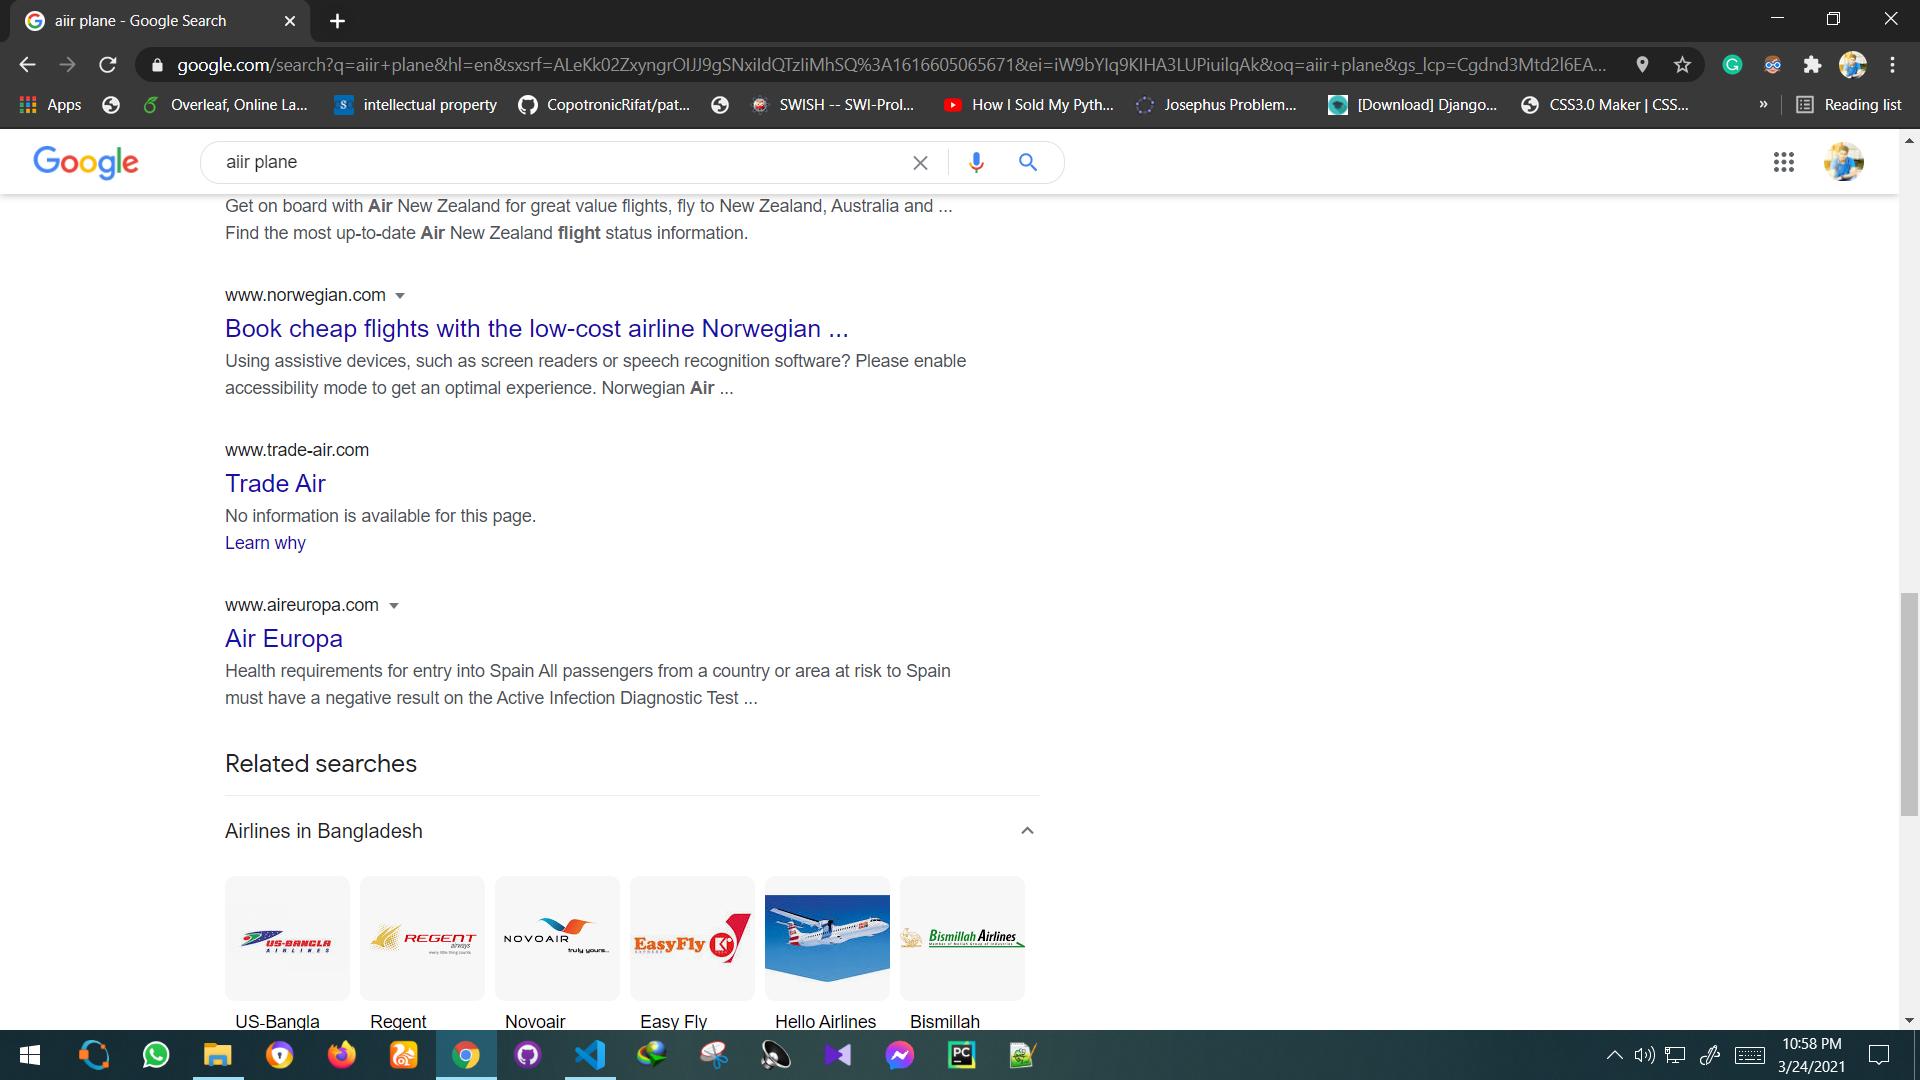 aiir plane - Google Search
google.com/search?q=aiir+plane&hl=en&sxsrf=ALeKk02ZxyngrOIJJ9gSNxiIdQTzIiMhSQ%3A1616605065671&ei=iW9bYIq9KIHA3LUPiuilqAk&oq=aiir+plane&gs_lcp=Cgdnd3Mtd2l6EA...
Apps Overleaf, Online La... intellectual property CopotronicRifat/pat... SWISH -- SWI-Prol... How I Sold My Pyth... Josephus Problem... [Download] Django... CSS3.0 Maker | CSS... » Reading list
Google aiir plane
Get on board with Air New Zealand for great value flights, fly to New Zealand, Australia and ...
Find the most up-to-date Air New Zealand flight status information.
www.norwegian.com
Book cheap flights with the low-cost airline Norwegian ...
Using assistive devices, such as screen readers or speech recognition software? Please enable
accessibility mode to get an optimal experience. Norwegian Air ...
www.trade-air.com
Trade Air
No information is available for this page.
Learn why
www.aireuropa.com
Air Europa
Health requirements for entry into Spain All passengers from a country or area at risk to Spain
must have a negative result on the Active Infection Diagnostic Test ...
Related searches
Airlines in Bangladesh
US-BANGLA AIRLINES
REGENT airways
NOVOAIR truly yours...
EasyFly EXPRESS
Bismillah Airlines
US-Bangla Regent Novoair Easy Fly Hello Airlines Bismillah
10:58 PM
3/24/2021